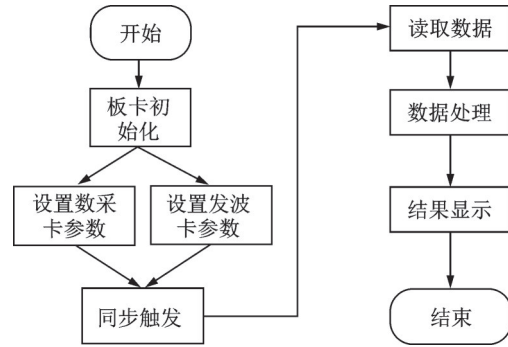 开始
板卡初
始化
设置数采
卡参数
设置发波
卡参数
同步触发
读取数据
数据处理
结果显示
结束